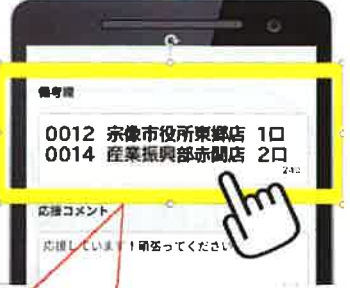 備考欄
0012 宗像市役所東郷店 1口
0014 産業振興部赤間店 2口
240
応援コメント
応援しています！頑張ってください